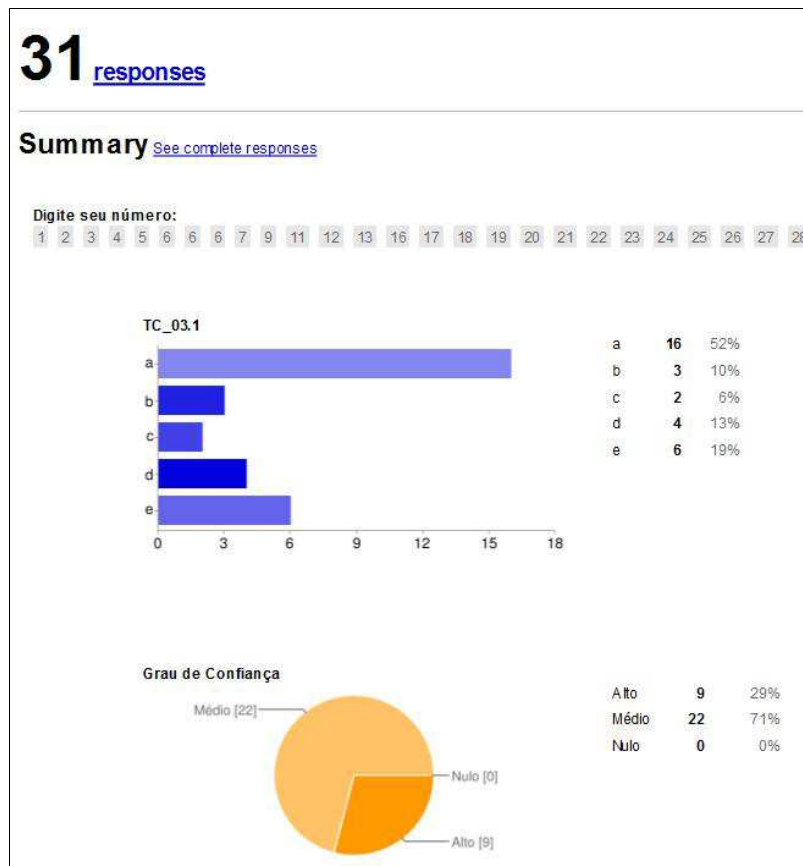 31 responses
Summary See complete responses
Digite seu número:
1 2 3 4 5 6 6 6 7 9 11 12 13 16 17 18 19 20 21 22 23 24 25 26 27 28
TC_03.1
a
b
c
d
e
0 3 6 9 12 15 18
a 16 52%
b 3 10%
c 2 6%
d 4 13%
e 6 19%
Grau de Confiança
Médio [22]
Nulo [0]
Alto [9]
Alto 9 29%
Médio 22 71%
Nulo 0 0%